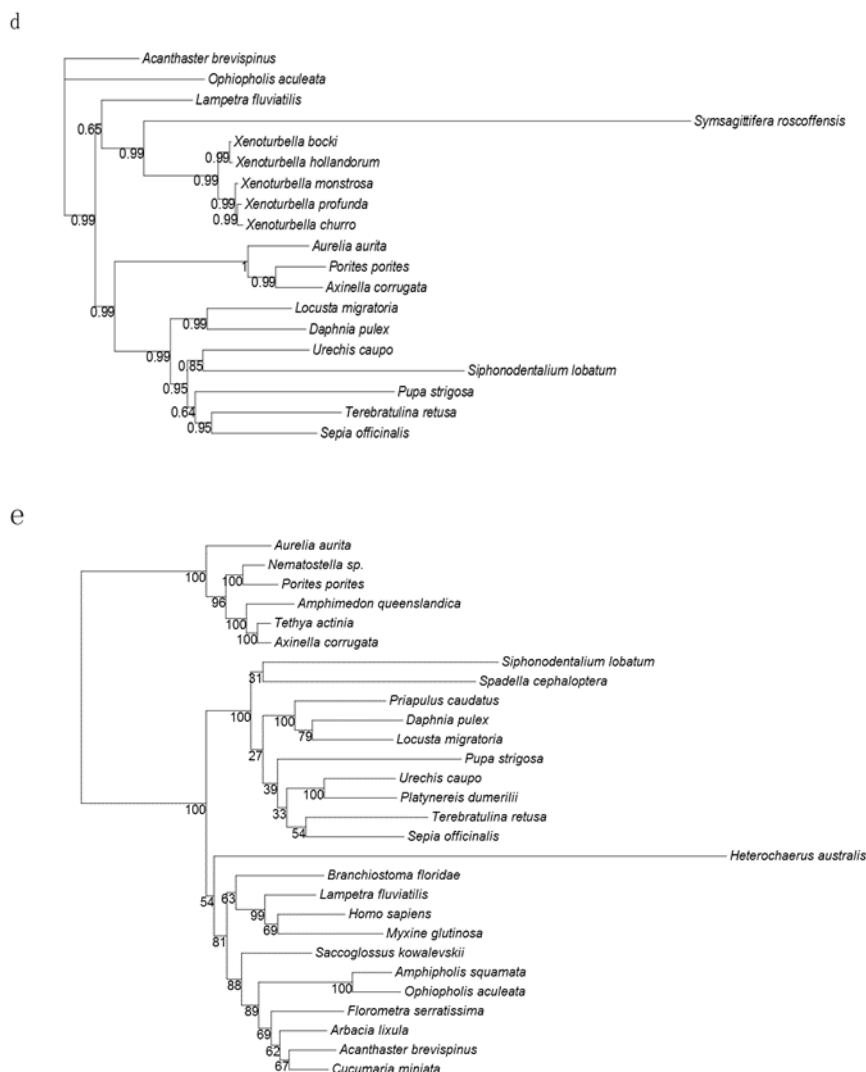 d
Acanthaster brevispinus
Ophiopholis aculeata
Lampetra fluviatilis
0.65
Symsagittifera roscoffensis
0.99
Xenoturbella bocki
0.99
Xenoturbella hollandorum
0.99
Xenoturbella monstrosa
0.99
Xenoturbella profunda
0.99
0.99
Xenoturbella churro
Aurelia aurita
1
Porites porites
0.99
Axinella corrugata
0.99
Locusta migratoria
0.99
Daphnia pulex
Urechis caupo
0.99
0.85
Siphonodentalium lobatum
0.95
Pupa strigosa
0.64
Terebratulina retusa
0.95
Sepia officinalis
e
Aurelia aurita
Nematostella sp.
100
100
Porites porites
96
Amphimedon queenslandica
100
Tethya actinia
100
Axinella corrugata
Siphonodentalium lobatum
31
Spadella cephaloptera
Priapulus caudatus
100
100
Daphnia pulex
79
Locusta migratoria
27
Pupa strigosa
Urechis caupo
39
100
Platynereis dumerilii
100
33
Terebratulina retusa
54
Sepia officinalis
Heterochaerus australis
Branchiostoma floridae
63
Lampetra fluviatilis
54
99
Homo sapiens
69
Myxine glutinosa
81
Saccoglossus kowalevskii
88
Amphipholis squamata
100
Ophiopholis aculeata
89
Florometra serratissima
69
Arbacia lixula
62
Acanthaster brevispinus
67
Cucumaria miniata